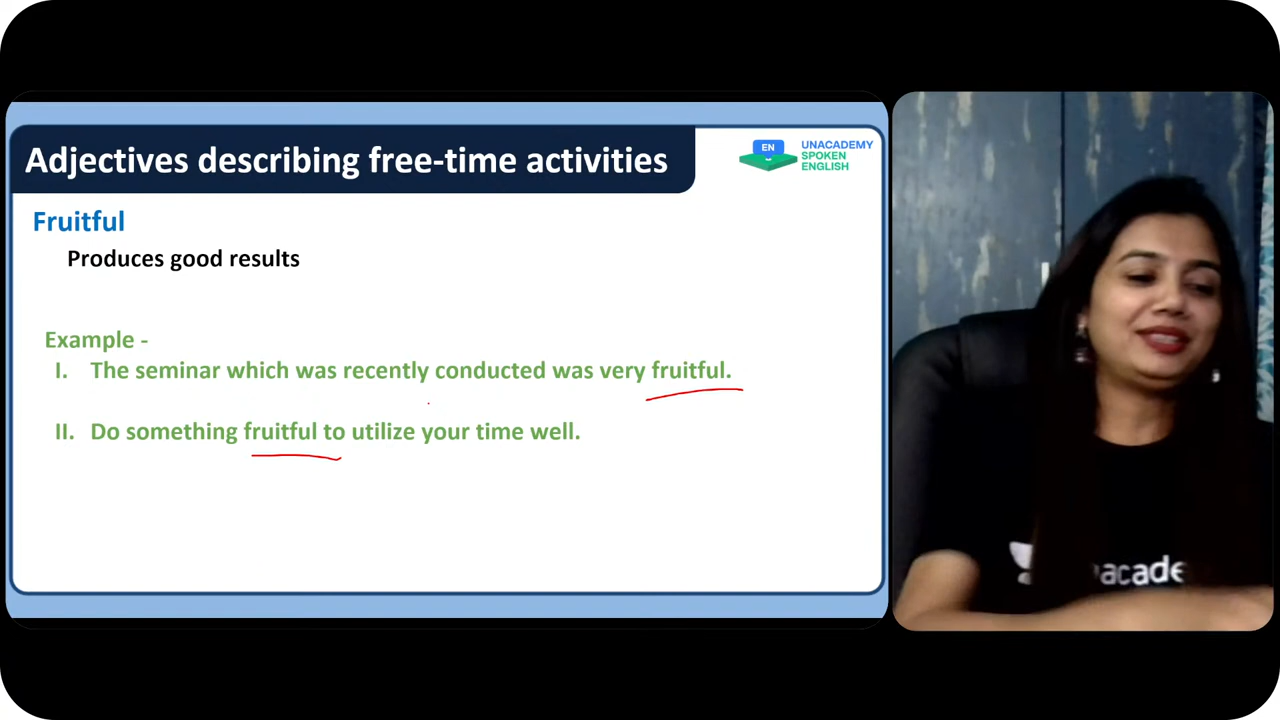 Adjectives describing free-time activities
EN
UNACADEMY
SPOKEN
ENGLISH
Fruitful
Produces good results
Example -
I. The seminar which was recently conducted was very fruitful.
II. Do something fruitful to utilize your time well.